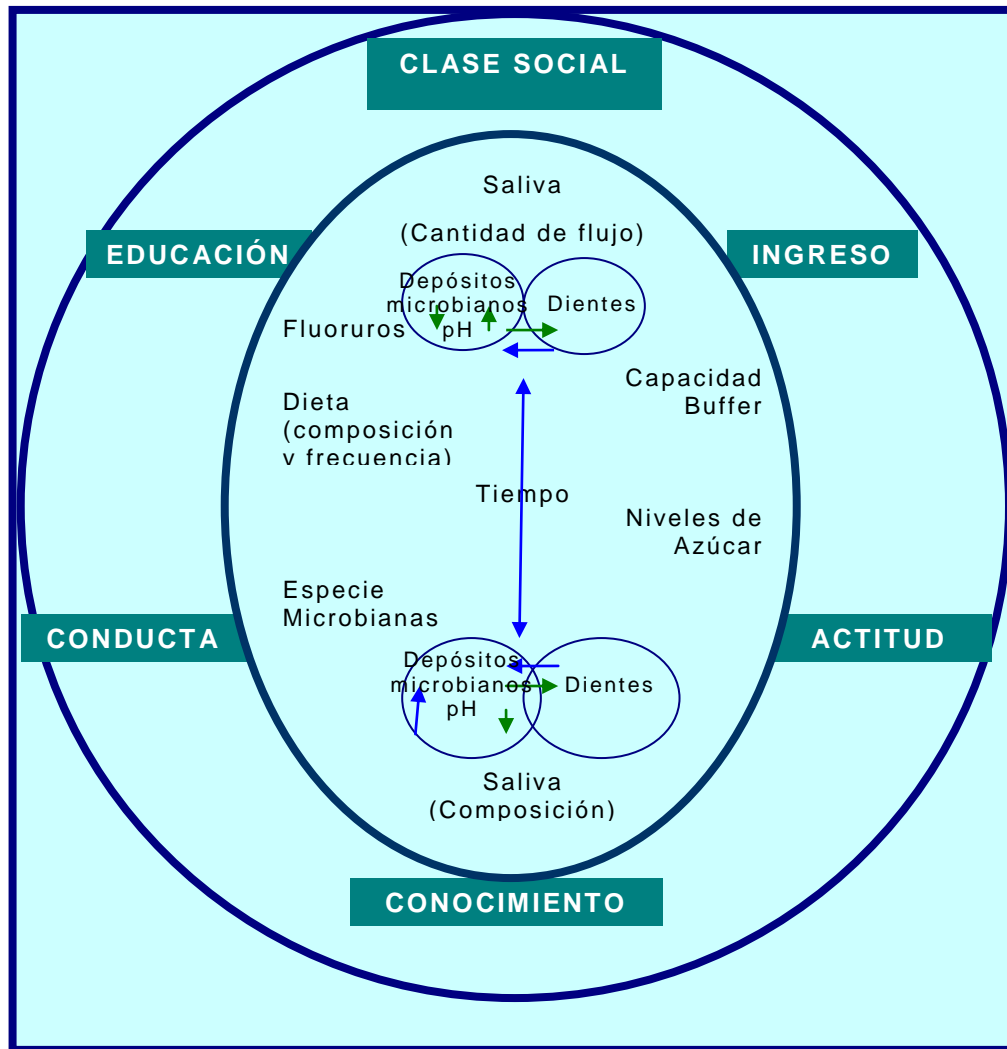 CLASE SOCIAL
Saliva
(Cantidad de flujo)
EDUCACIÓN
INGRESO
Depósitos
microbianos
pH
Dientes
Fluoruros
Capacidad
Buffer
Dieta
(composición
y frecuencia)
Tiempo
Niveles de
Azúcar
Especie
Microbianas
CONDUCTA
ACTITUD
Depósitos
microbianos
pH
Dientes
Saliva
(Composición)
CONOCIMIENTO